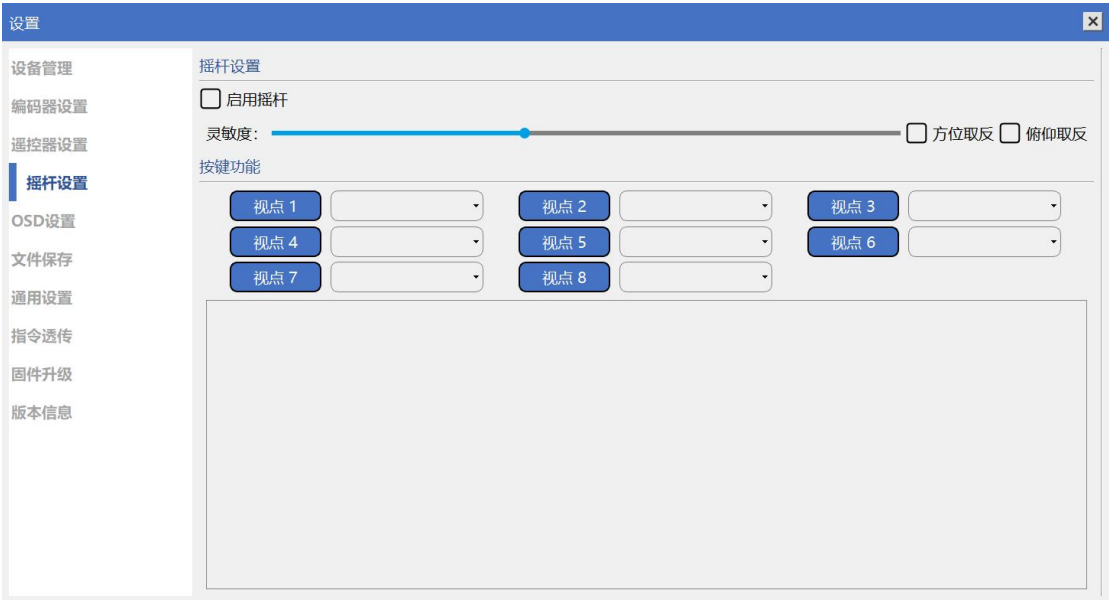 设置
设备管理
编码器设置
遥控器设置
摇杆设置
OSD设置
文件保存
通用设置
指令透传
固件升级
版本信息
摇杆设置
启用摇杆
灵敏度: 方位取反 俯仰取反
按键功能
视点 1 视点 2 视点 3
视点 4 视点 5 视点 6
视点 7 视点 8